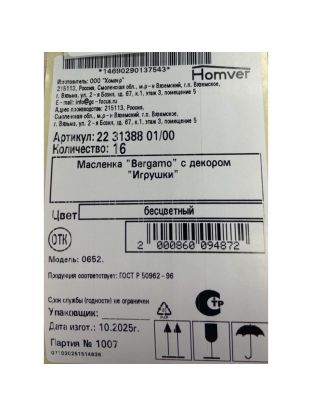 *14690290137543*
Homver
Изготовитель: ООО "Хомвер"
215113, Россия, Смоленская обл., м.р-н Вяземский, г.п. Вяземское,
г. Вязьма, ул. 2-я Бозня, зд. 67, к.1, этаж 3, помещение 5
E - mail: info@gc - focus.ru
Адрес производства: 215113, Россия,
Смоленская обл., м.р-н Вяземский, г.п. Вяземское,
г. Вязьма, ул. 2-я Бозня, зд. 67, к.1, этаж 3, помещение 5
Артикул: 22 31388 01/00
Количество: 16
Масленка "Bergamo" с декором
"Игрушки"
Цвет бесцветный
ОТК
2 000860 094872
Модель: 0652.
Продукция соответствует: ГОСТ Р 50962-96
Срок службы (годности) не ограничен
Упаковщик:
Дата изгот.: 10.2025г.
Партия № 1007